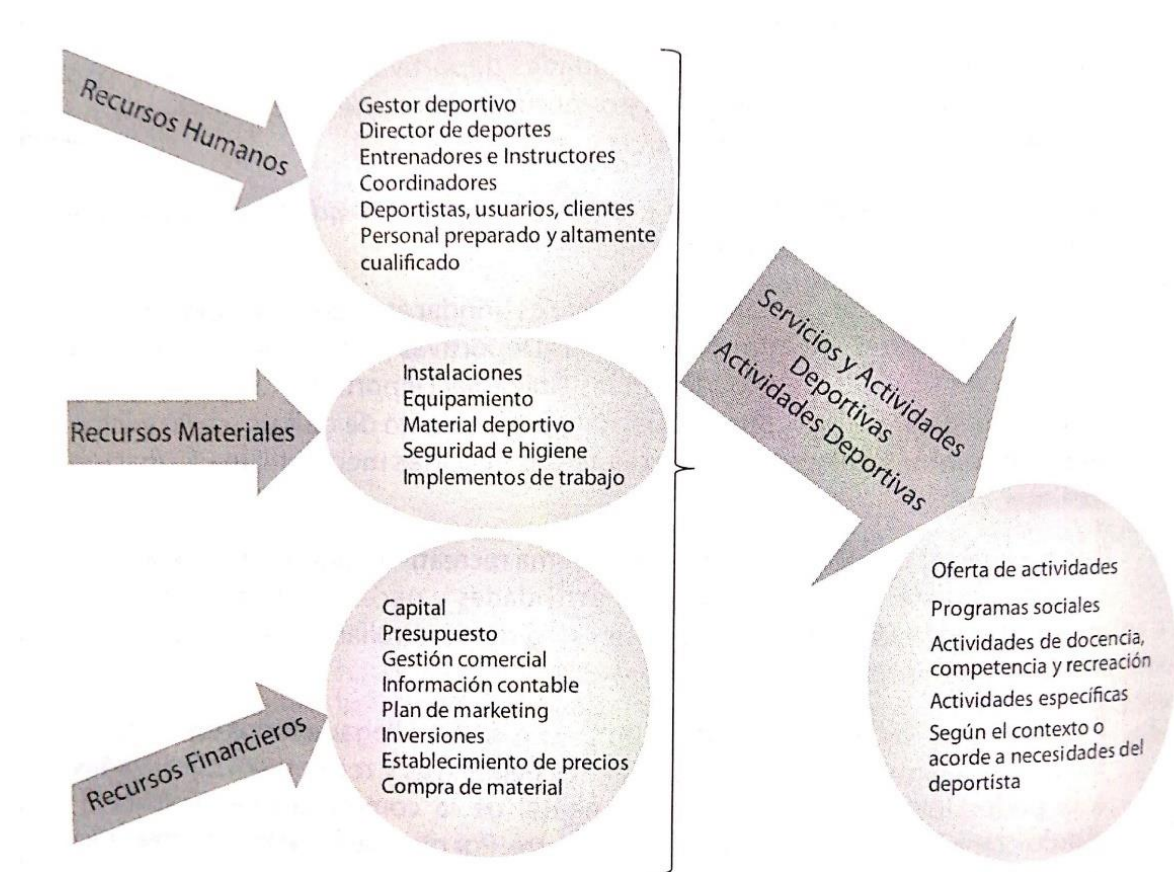 Recursos Humanos
Gestor deportivo
Director de deportes
Entrenadores e Instructores
Coordinadores
Deportistas, usuarios, clientes
Personal preparado y altamente
cualificado
Recursos Materiales
Instalaciones
Equipamiento
Material deportivo
Seguridad e higiene
Implementos de trabajo
Recursos Financieros
Capital
Presupuesto
Gestión comercial
Información contable
Plan de marketing
Inversiones
Establecimiento de precios
Compra de material
Servicios y Actividades
Deportivas
Actividades Deportivas
Oferta de actividades
Programas sociales
Actividades de docencia,
competencia y recreación
Actividades específicas
Según el contexto o
acorde a necesidades del
deportista